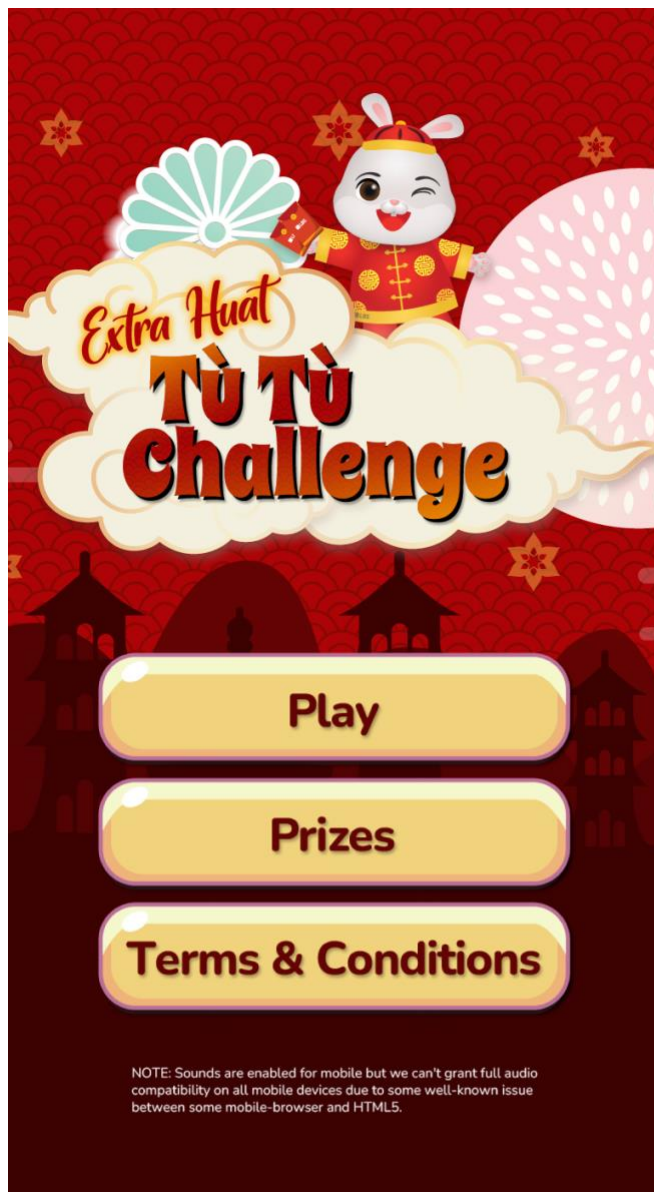 Extra Huat
Tù Tù
Challenge
Play
Prizes
Terms & Conditions
NOTE: Sounds are enabled for mobile but we can't grant full audio
compatibility on all mobile devices due to some well-known issue
between some mobile-browser and HTML5.